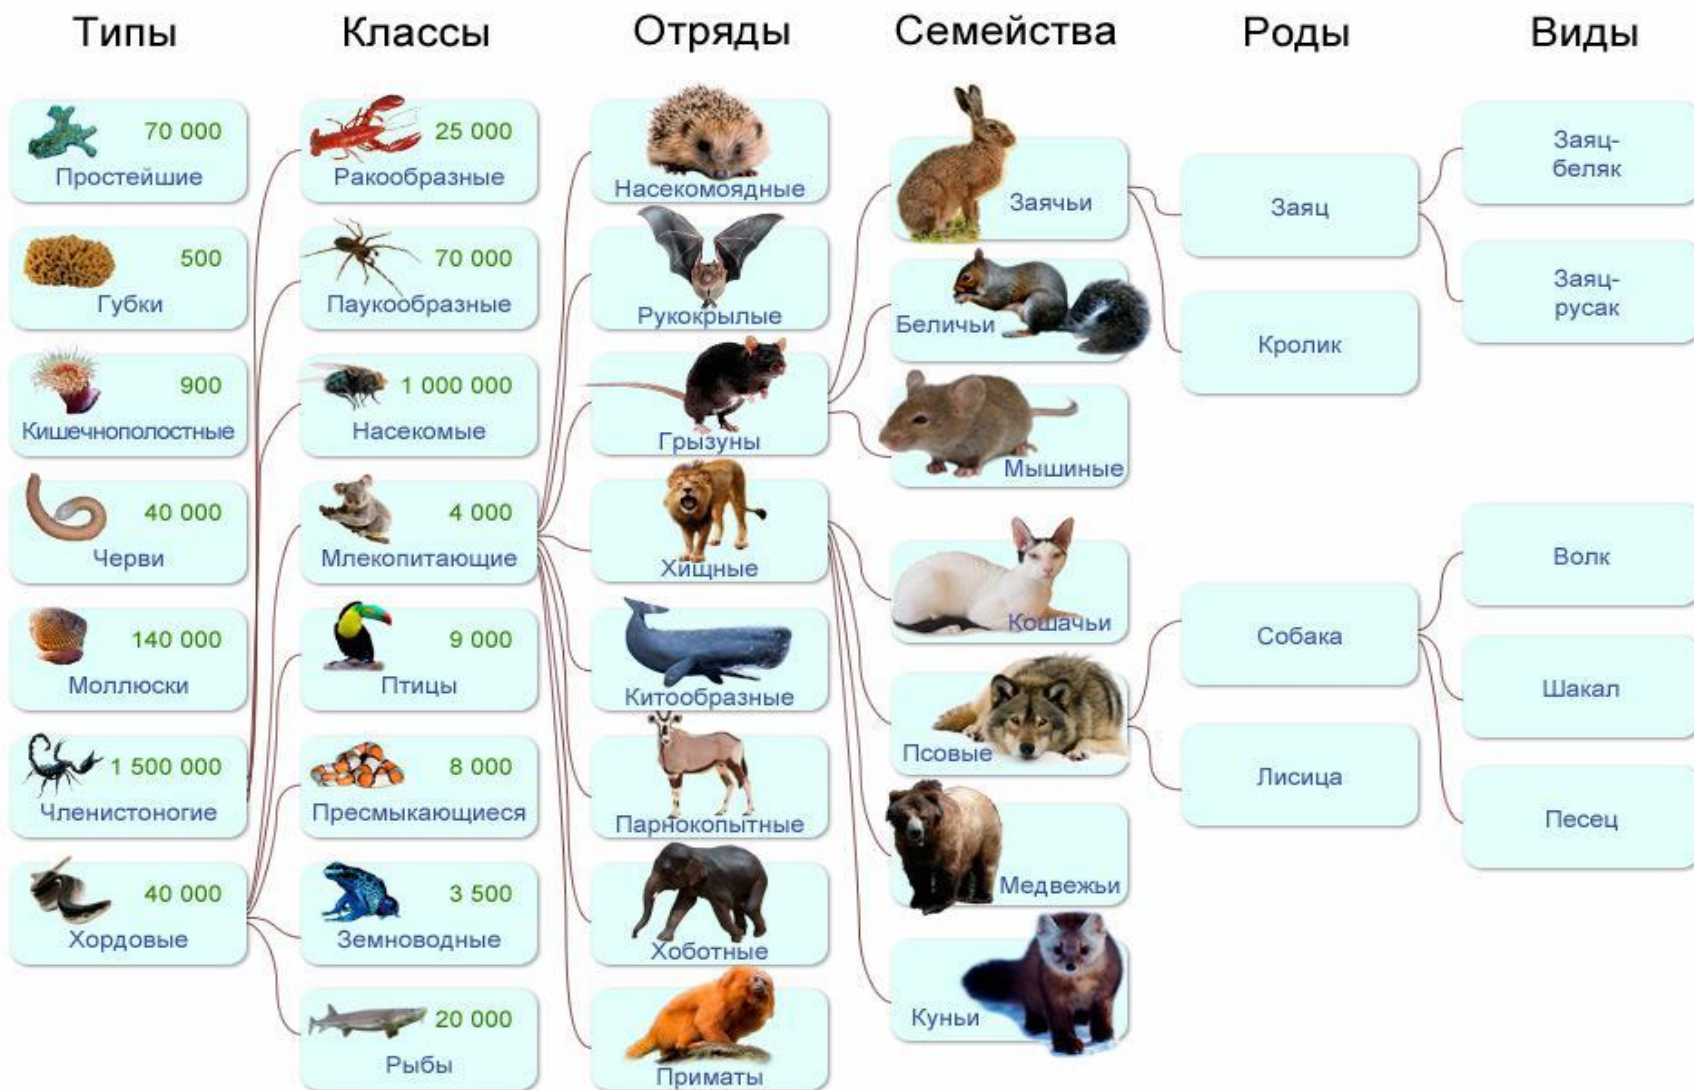 Типы
Классы
Отряды
Семейства
Роды
Виды
70 000
Простейшие
500
Губки
900
Кишечнополостные
40 000
Черви
140 000
Моллюски
1 500 000
Членистоногие
40 000
Хордовые
25 000
Ракообразные
70 000
Паукообразные
1 000 000
Насекомые
4 000
Млекопитающие
9 000
Птицы
8 000
Пресмыкающиеся
3 500
Земноводные
20 000
Рыбы
Насекомоядные
Рукокрылые
Грызуны
Хищные
Китообразные
Парнокопытные
Хоботные
Приматы
Заячьи
Беличьи
Мышиные
Кошачьи
Псовые
Медвежьи
Куньи
Заяц
Кролик
Собака
Лисица
Заяц-
беляк
Заяц-
русак
Волк
Шакал
Песец